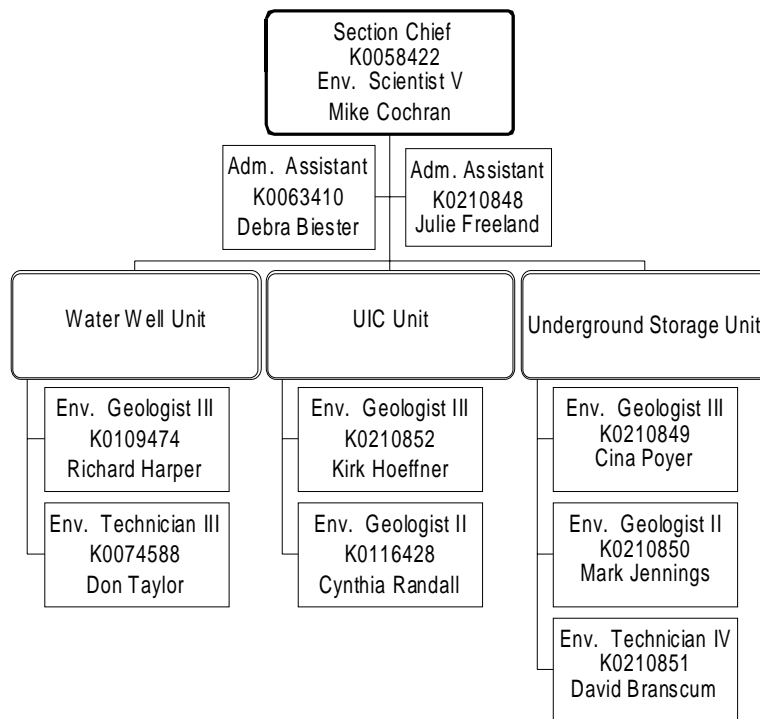 Section Chief
K0058422
Env. Scientist V
Mike Cochran
Adm. Assistant
K0063410
Debra Biester
Adm. Assistant
K0210848
Julie Freeland
Water Well Unit
UIC Unit
Underground Storage Unit
Env. Geologist III
K0109474
Richard Harper
Env. Technician III
K0074588
Don Taylor
Env. Geologist III
K0210852
Kirk Hoeffner
Env. Geologist II
K0116428
Cynthia Randall
Env. Geologist III
K0210849
Cina Poyer
Env. Geologist II
K0210850
Mark Jennings
Env. Technician IV
K0210851
David Branscum